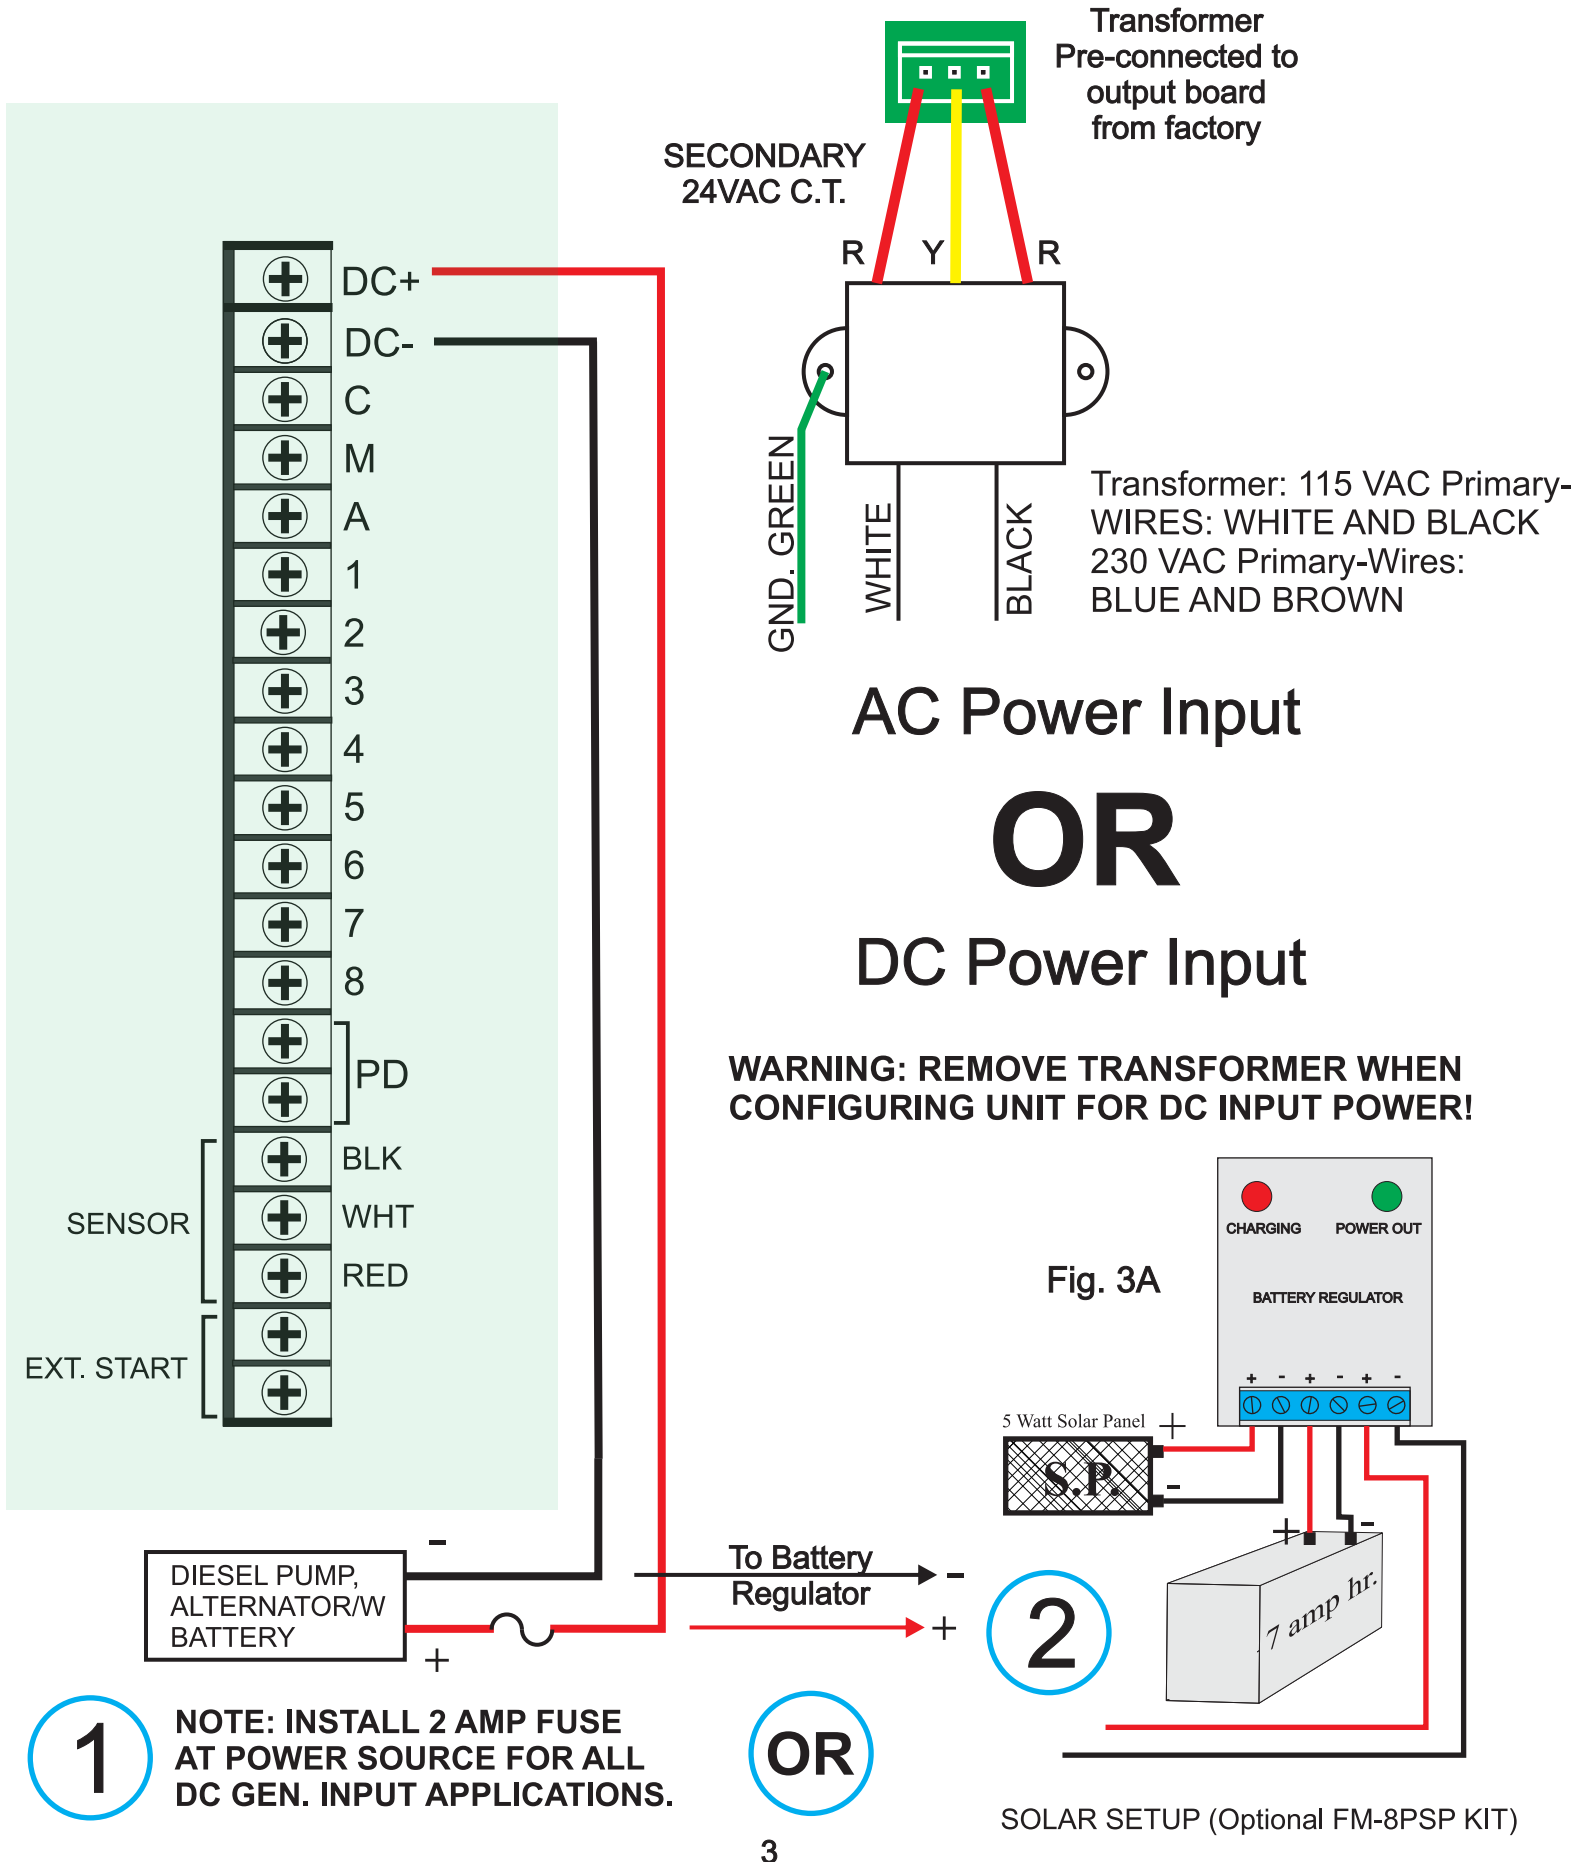 Transformer
Pre-connected to
output board
from factory
SECONDARY
24VAC C.T.
R Y R
GND. GREEN
WHITE
BLACK
Transformer: 115 VAC Primary-
WIRES: WHITE AND BLACK
230 VAC Primary-Wires:
BLUE AND BROWN
DC+
DC-
C
M
A
1
2
3
4
5
6
7
8
PD
BLK
WHT
RED
SENSOR
EXT. START
AC Power Input
OR
DC Power Input
WARNING: REMOVE TRANSFORMER WHEN
CONFIGURING UNIT FOR DC INPUT POWER!
CHARGING POWER OUT
Fig. 3A
BATTERY REGULATOR
+ - + - + -
5 Watt Solar Panel +
S.P.
-
+ -
7 amp hr.
-
DIESEL PUMP,
ALTERNATOR/W
BATTERY
+
To Battery
Regulator
-
+
2
1
NOTE: INSTALL 2 AMP FUSE
AT POWER SOURCE FOR ALL
DC GEN. INPUT APPLICATIONS.
OR
SOLAR SETUP (Optional FM-8PSP KIT)
3